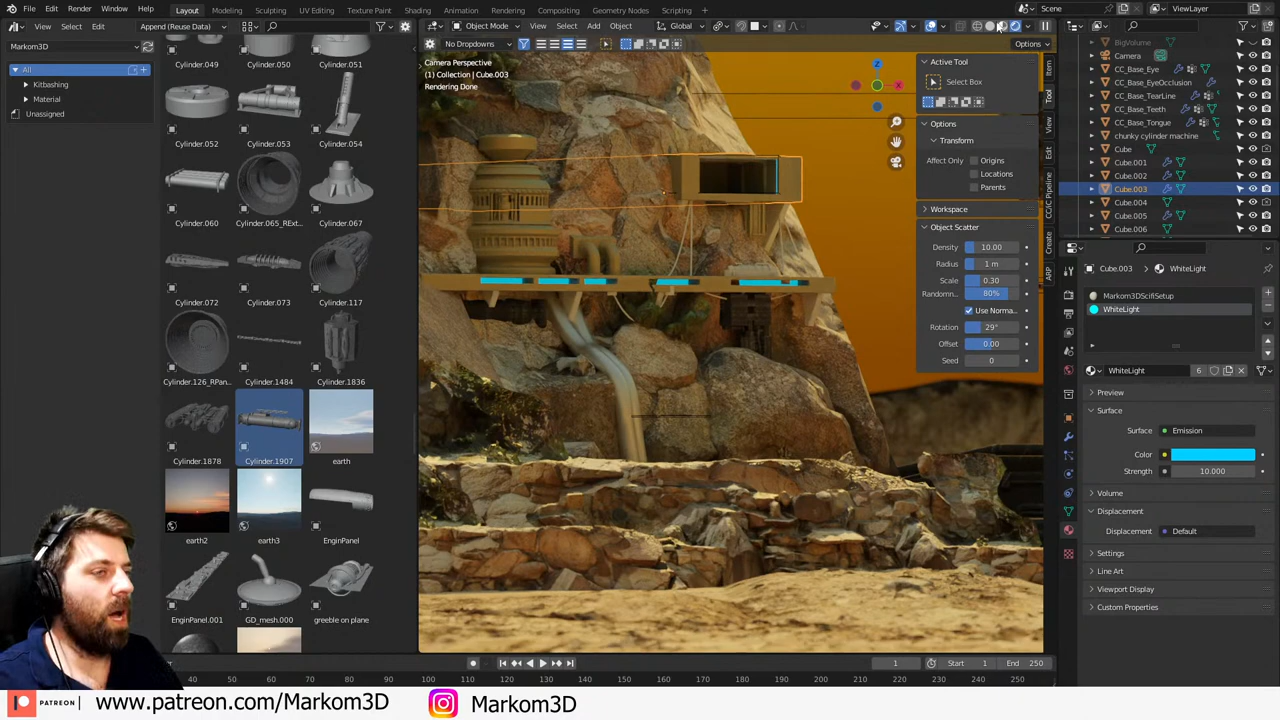 File Edit Render Window Help Layout Modeling Sculpting UV Editing Texture Paint Shading Animation Rendering Compositing Geometry Nodes Scripting Scene ViewLayer
View Select Edit Append (Reuse Data)
Object Mode View Select Add Object Global
Markom3D
All
Kitbashing
Material
Unassigned
Cylinder.049 Cylinder.050 Cylinder.051
Cylinder.052 Cylinder.053 Cylinder.054
Cylinder.060 Cylinder.065_RExt... Cylinder.067
Cylinder.072 Cylinder.073 Cylinder.117
Cylinder.126_RPan... Cylinder.1484 Cylinder.1836
Cylinder.1878 Cylinder.1907 earth
earth2 earth3 EnginPanel
EnginPanel.001 GD_mesh.000 greeble on plane
No Dropdowns Options
Camera Perspective
(1) Collection | Cube.003
Rendering Done
Z
X
Active Tool
Select Box
Options
Transform
Affect Only Origins
Locations
Parents
Workspace
Object Scatter
Density 10.00
Radius 1 m
Scale 0.30
Randomn... 80%
Use Norma...
Rotation 29°
Offset 0.00
Seed 0
Item
Tool
View
Edit
CC/iC Pipeline
Create
ARP
BigVolume
Camera
CC_Base_Eye
CC_Base_EyeOcclusion
CC_Base_TearLine
CC_Base_Teeth
CC_Base_Tongue
chunky cylinder machine
Cube
Cube.001
Cube.002
Cube.003
Cube.004
Cube.005
Cube.006
Cube.003 WhiteLight
Markom3DScifiSetup
WhiteLight
WhiteLight 6
Preview
Surface
Surface Emission
Color
Strength 10.000
Volume
Displacement
Displacement Default
Settings
Line Art
Viewport Display
Custom Properties
1 Start 1 End 250
40 50 60 70 80 90 100 110 120 130 140 150 160 170 180 190 200 210 220 230 240 250
PATREON www.patreon.com/Markom3D Markom3D